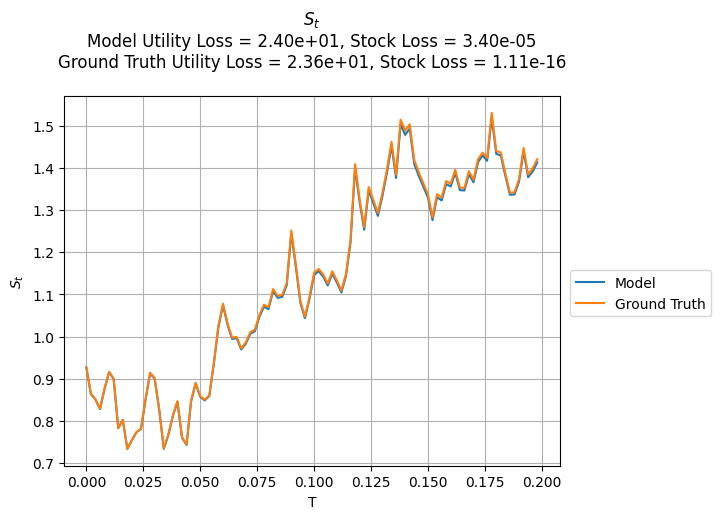 S_t
Model Utility Loss = 2.40e+01, Stock Loss = 3.40e-05
Ground Truth Utility Loss = 2.36e+01, Stock Loss = 1.11e-16
1.5
1.4
1.3
1.2
1.1
1.0
0.9
0.8
0.7
S_t
0.000 0.025 0.050 0.075 0.100 0.125 0.150 0.175 0.200
T
Model
Ground Truth